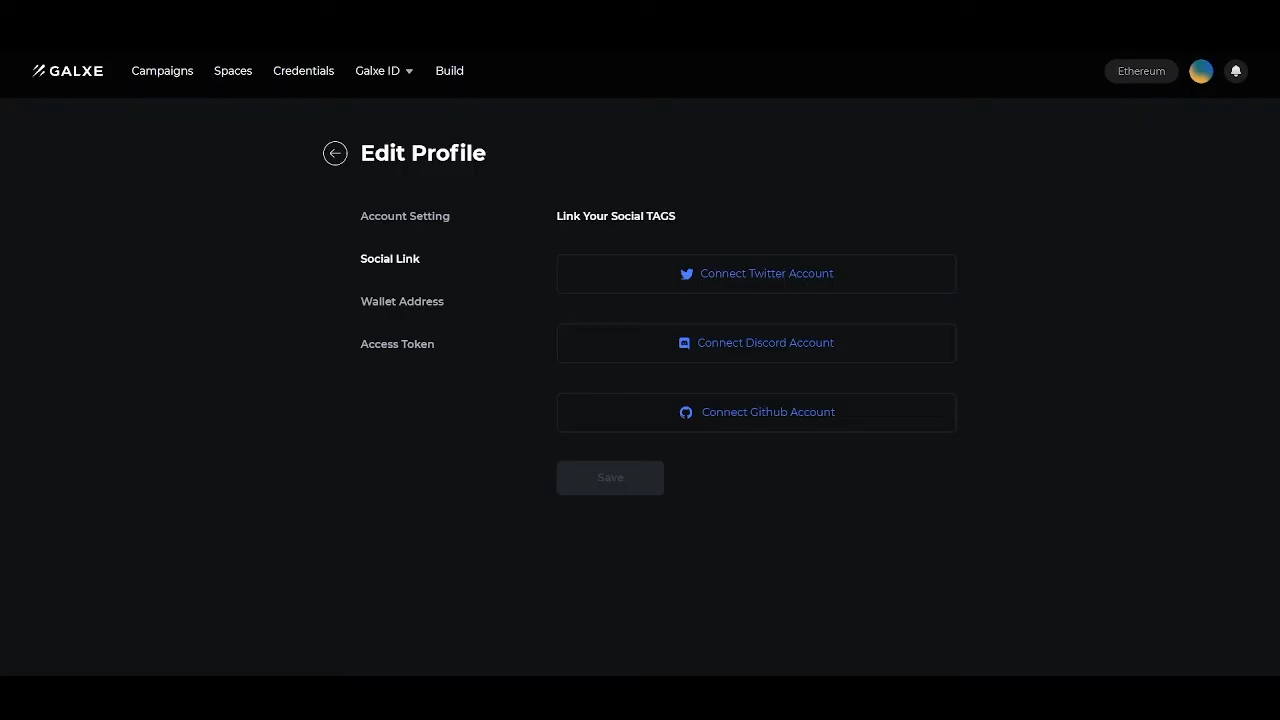 GALXE Campaigns Spaces Credentials Galxe ID Build Ethereum
Edit Profile
Account Setting
Social Link
Wallet Address
Access Token
Link Your Social TAGS
Connect Twitter Account
Connect Discord Account
Connect Github Account
Save